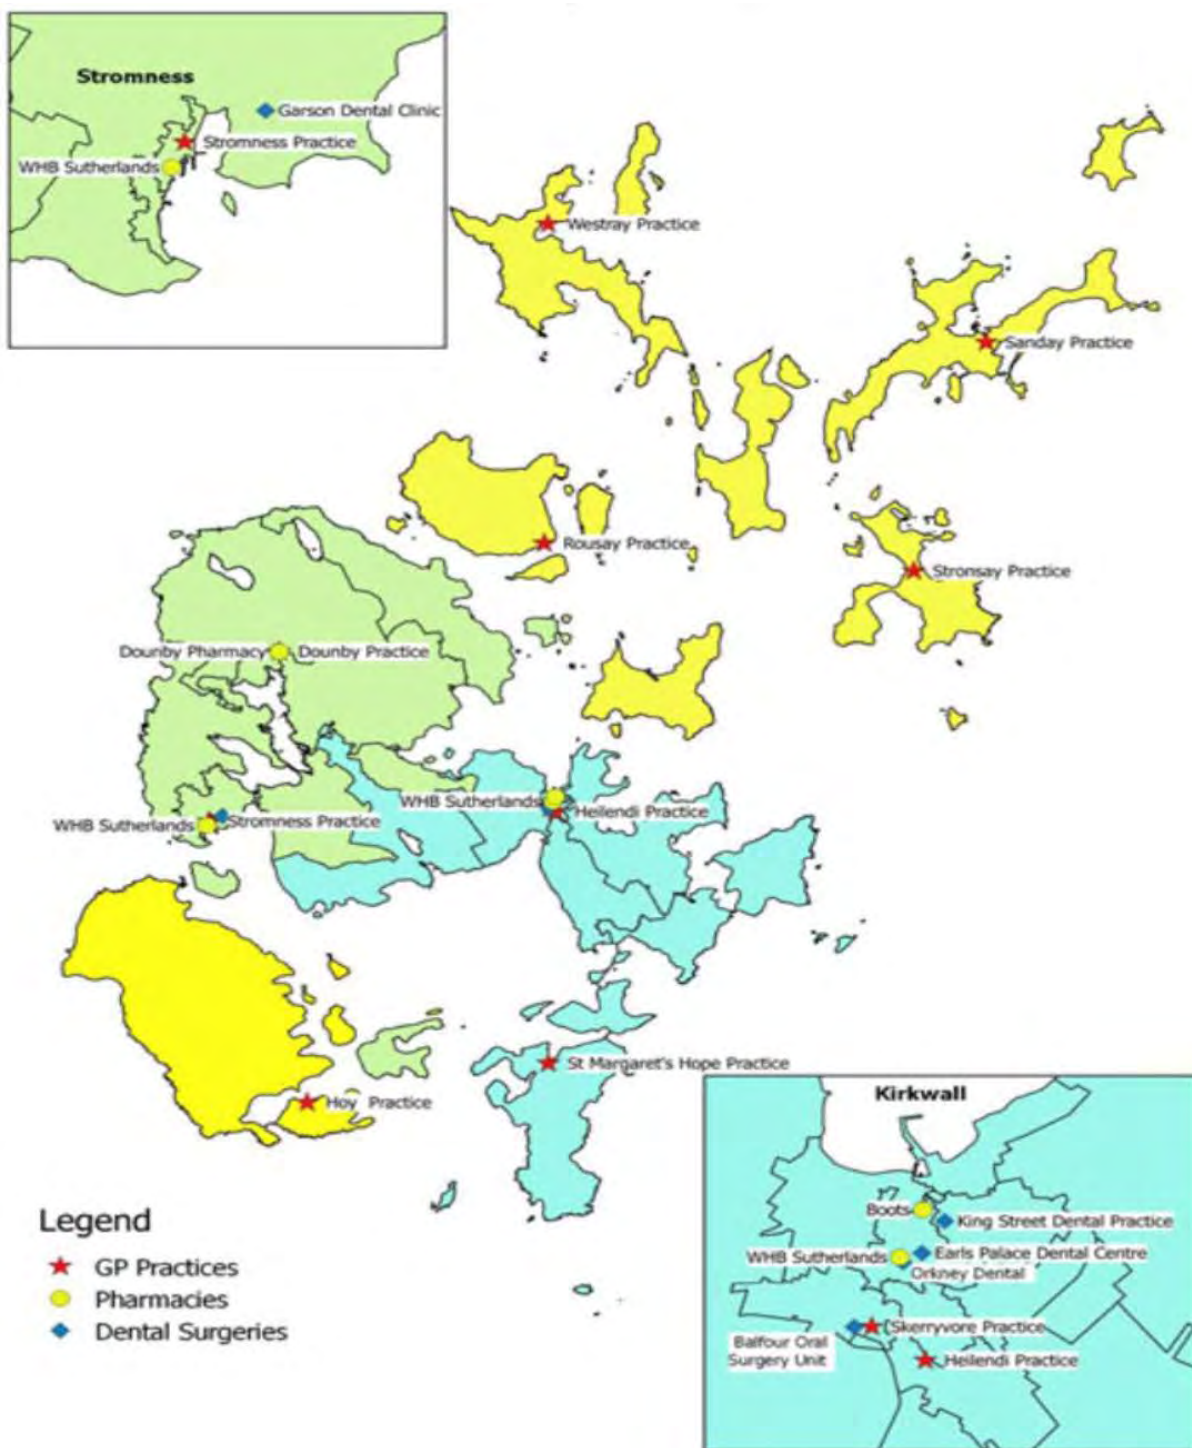 Stromness
Garson Dental Clinic
Stromness Practice
WHB Sutherlands
Westray Practice
Sanday Practice
Rousay Practice
Stronsay Practice
Dounby Pharmacy
Dounby Practice
WHB Sutherlands
Heilendi Practice
WHB Sutherlands
Stromness Practice
St Margaret's Hope Practice
Hoy Practice
Kirkwall
Boots
King Street Dental Practice
WHB Sutherlands
Earls Palace Dental Centre
Orkney Dental
Skerryvore Practice
Balfour Oral
Surgery Unit
Heilendi Practice
Legend
GP Practices
Pharmacies
Dental Surgeries